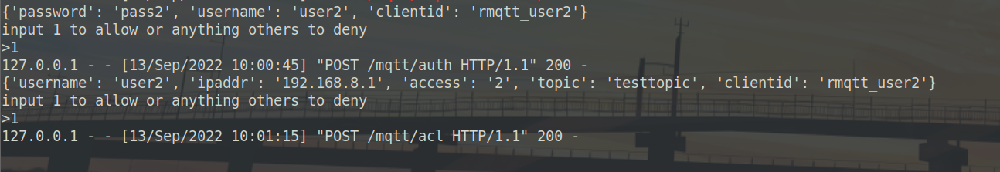 {'password': 'pass2', 'username': 'user2', 'clientid': 'rmqtt_user2'}
input 1 to allow or anything others to deny
>1
127.0.0.1 - - [13/Sep/2022 10:00:45] "POST /mqtt/auth HTTP/1.1" 200 -
{'username': 'user2', 'ipaddr': '192.168.8.1', 'access': '2', 'topic': 'testtopic', 'clientid': 'rmqtt_user2'}
input 1 to allow or anything others to deny
>1
127.0.0.1 - - [13/Sep/2022 10:01:15] "POST /mqtt/acl HTTP/1.1" 200 -